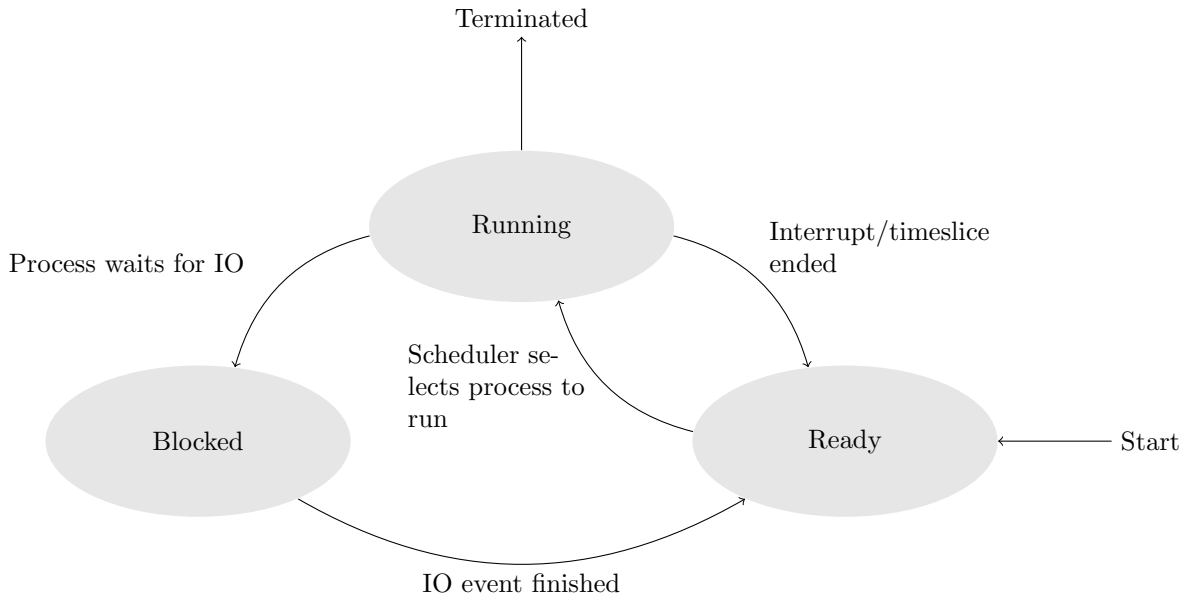 Terminated
Running
Interrupt/timeslice
ended
Process waits for IO
Scheduler se-
lects process to
run
Blocked
Ready
Start
IO event finished